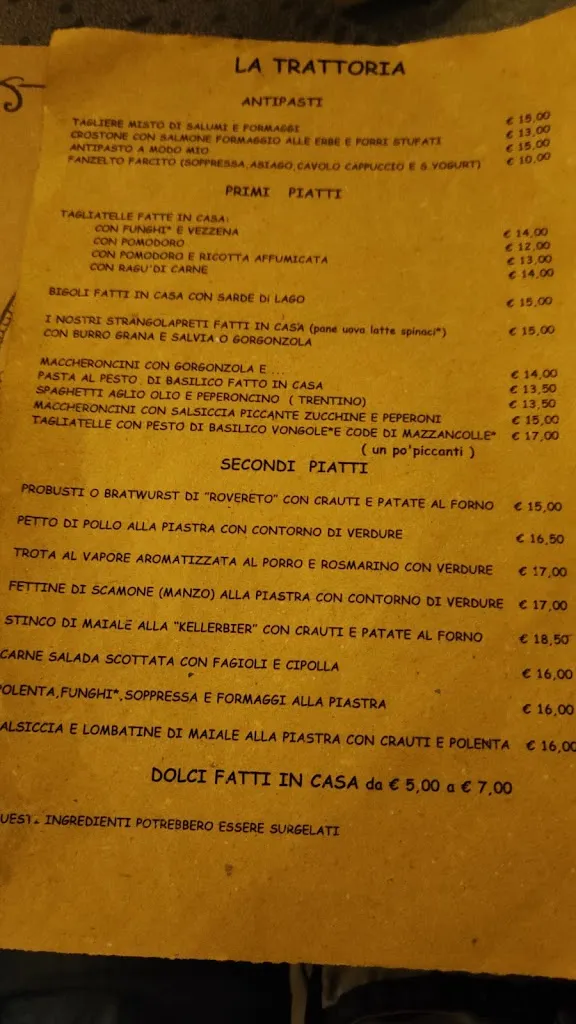 LA TRATTORIA
ANTIPASTI
TAGLIERE MISTO DI SALUMI E FORMAGGI € 15,00
CROSTONE CON SALMONE FORMAGGIO ALLE ERBE E PORRI STUFATI € 13,00
ANTIPASTO A MODO MIO € 15,00
FANZELTO FARCITO (SOPPRESSA,ASIAGO,CAVOLO CAPPUCCIO E S.YOGURT) € 10,00
PRIMI PIATTI
TAGLIATELLE FATTE IN CASA:
CON FUNGHI* E VEZZENA € 14,00
CON POMODORO € 12,00
CON POMODORO E RICOTTA AFFUMICATA € 13,00
CON RAGU'DI CARNE € 14,00
BIGOLI FATTI IN CASA CON SARDE DI LAGO € 15,00
I NOSTRI STRANGOLAPRETI FATTI IN CASA (pane uova latte spinaci*) € 15,00
CON BURRO GRANA E SALVIA O GORGONZOLA
MACCHERONCINI CON GORGONZOLA E ... € 14,00
PASTA AL PESTO DI BASILICO FATTO IN CASA € 13,50
SPAGHETTI AGLIO OLIO E PEPERONCINO ( TRENTINO) € 13,50
MACCHERONCINI CON SALSICCIA PICCANTE ZUCCHINE E PEPERONI € 15,00
TAGLIATELLE CON PESTO DI BASILICO VONGOLE*E CODE DI MAZZANCOLLE* € 17,00
( un po'piccanti )
SECONDI PIATTI
PROBUSTI O BRATWURST DI "ROVERETO" CON CRAUTI E PATATE AL FORNO € 15,00
PETTO DI POLLO ALLA PIASTRA CON CONTORNO DI VERDURE € 16,50
TROTA AL VAPORE AROMATIZZATA AL PORRO E ROSMARINO CON VERDURE € 17,00
FETTINE DI SCAMONE (MANZO) ALLA PIASTRA CON CONTORNO DI VERDURE € 17,00
STINCO DI MAIALE ALLA "KELLERBIER" CON CRAUTI E PATATE AL FORNO € 18,50
CARNE SALADA SCOTTATA CON FAGIOLI E CIPOLLA € 16,00
OLENTA,FUNGHI*,SOPPRESSA E FORMAGGI ALLA PIASTRA € 16,00
ALSICCIA E LOMBATINE DI MAIALE ALLA PIASTRA CON CRAUTI E POLENTA € 16,00
DOLCI FATTI IN CASA da € 5,00 a € 7,00
INGREDIENTI POTREBBERO ESSERE SURGELATI